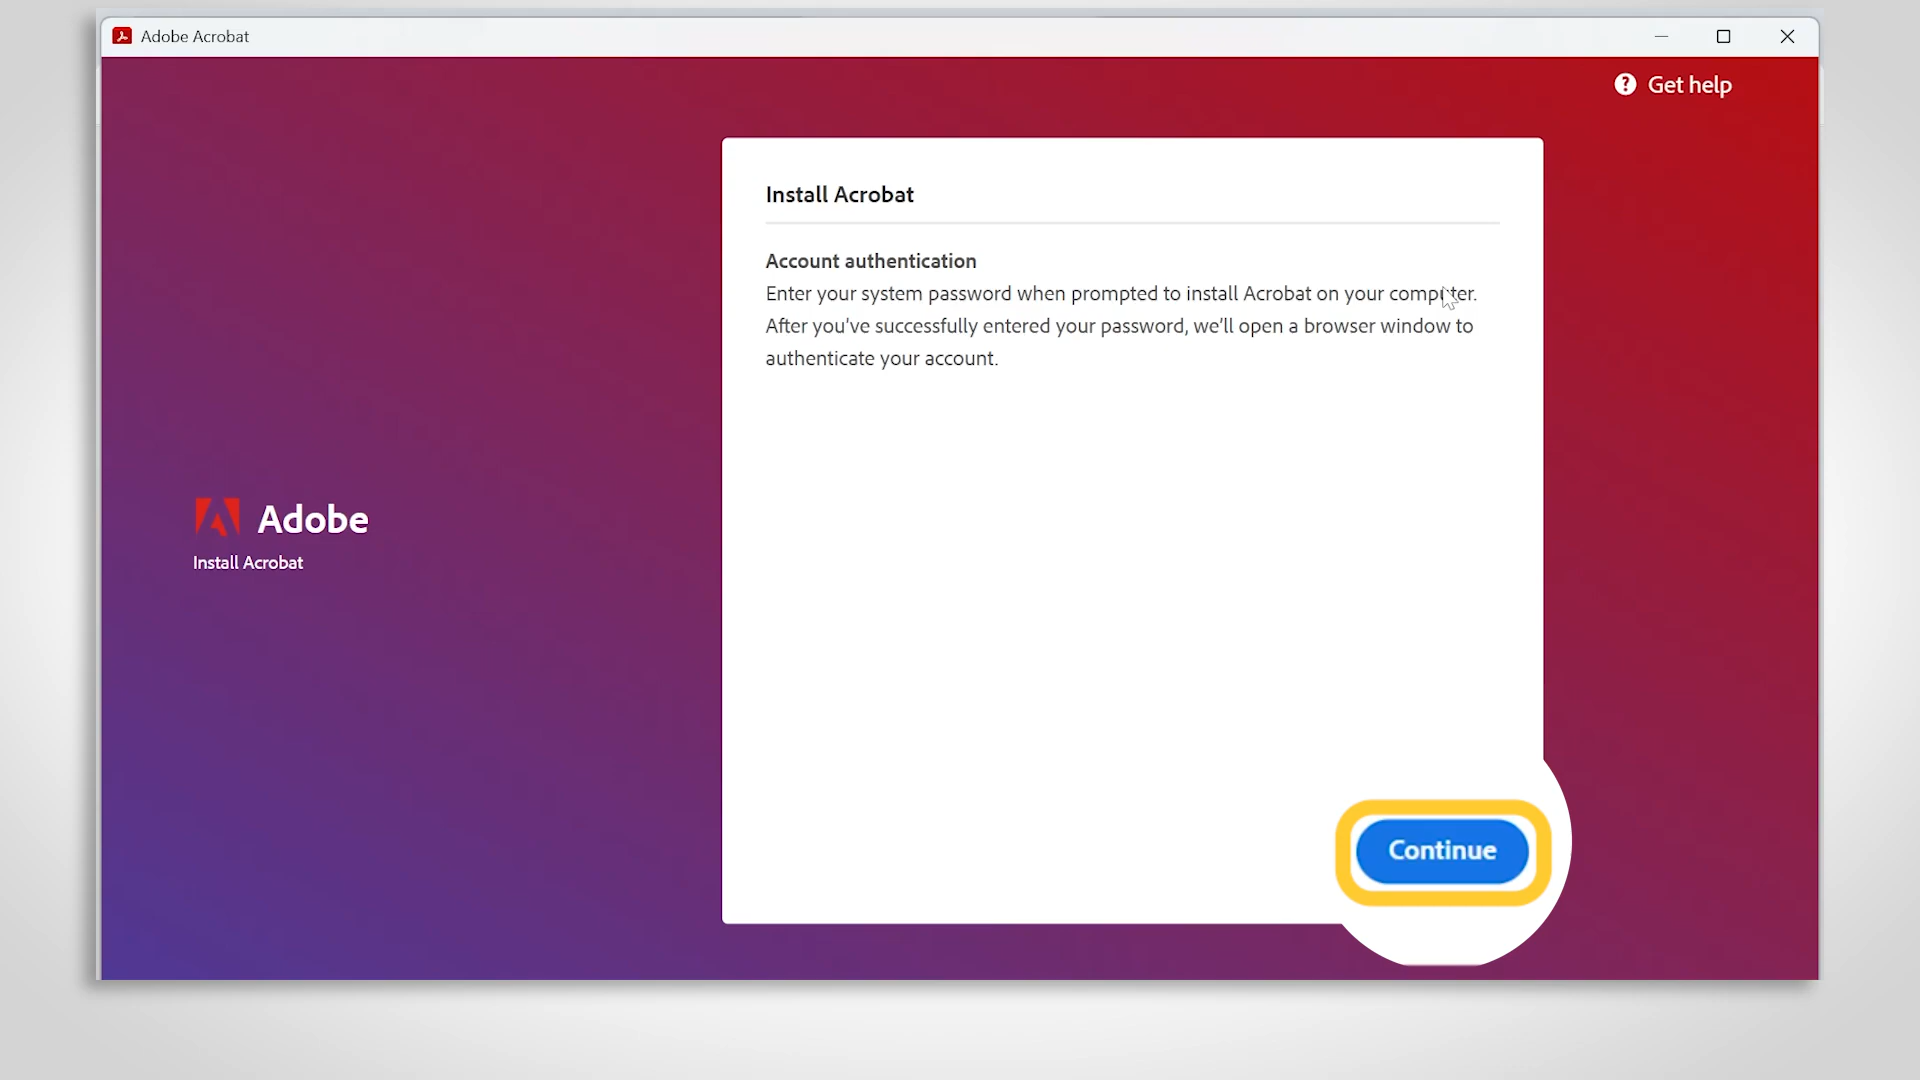 Adobe Acrobat
Get help
Install Acrobat
Account authentication
Enter your system password when prompted to install Acrobat on your computer.
After you've successfully entered your password, we'll open a browser window to
authenticate your account.
Adobe
Install Acrobat
Continue